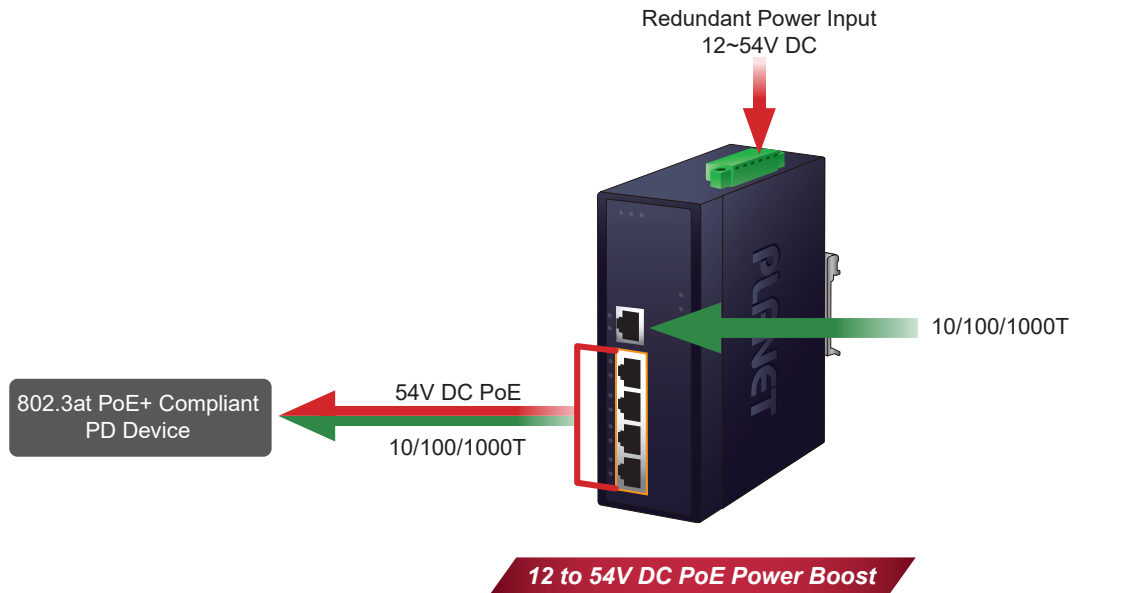 Redundant Power Input
12~54V DC
PLANET
10/100/1000T
54V DC PoE
10/100/1000T
802.3at PoE+ Compliant
PD Device
12 to 54V DC PoE Power Boost